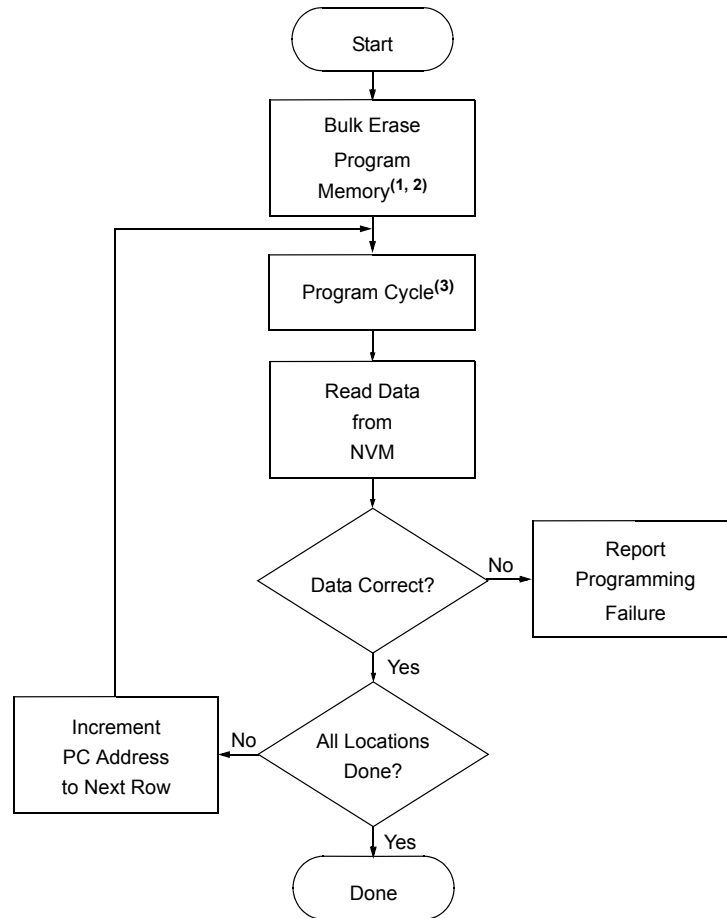 Start
Bulk Erase
Program
Memory(1, 2)
Program Cycle(3)
Read Data
from
NVM
Data Correct?
No
Report
Programming
Failure
Yes
All Locations
Done?
No
Increment
PC Address
to Next Row
Yes
Done